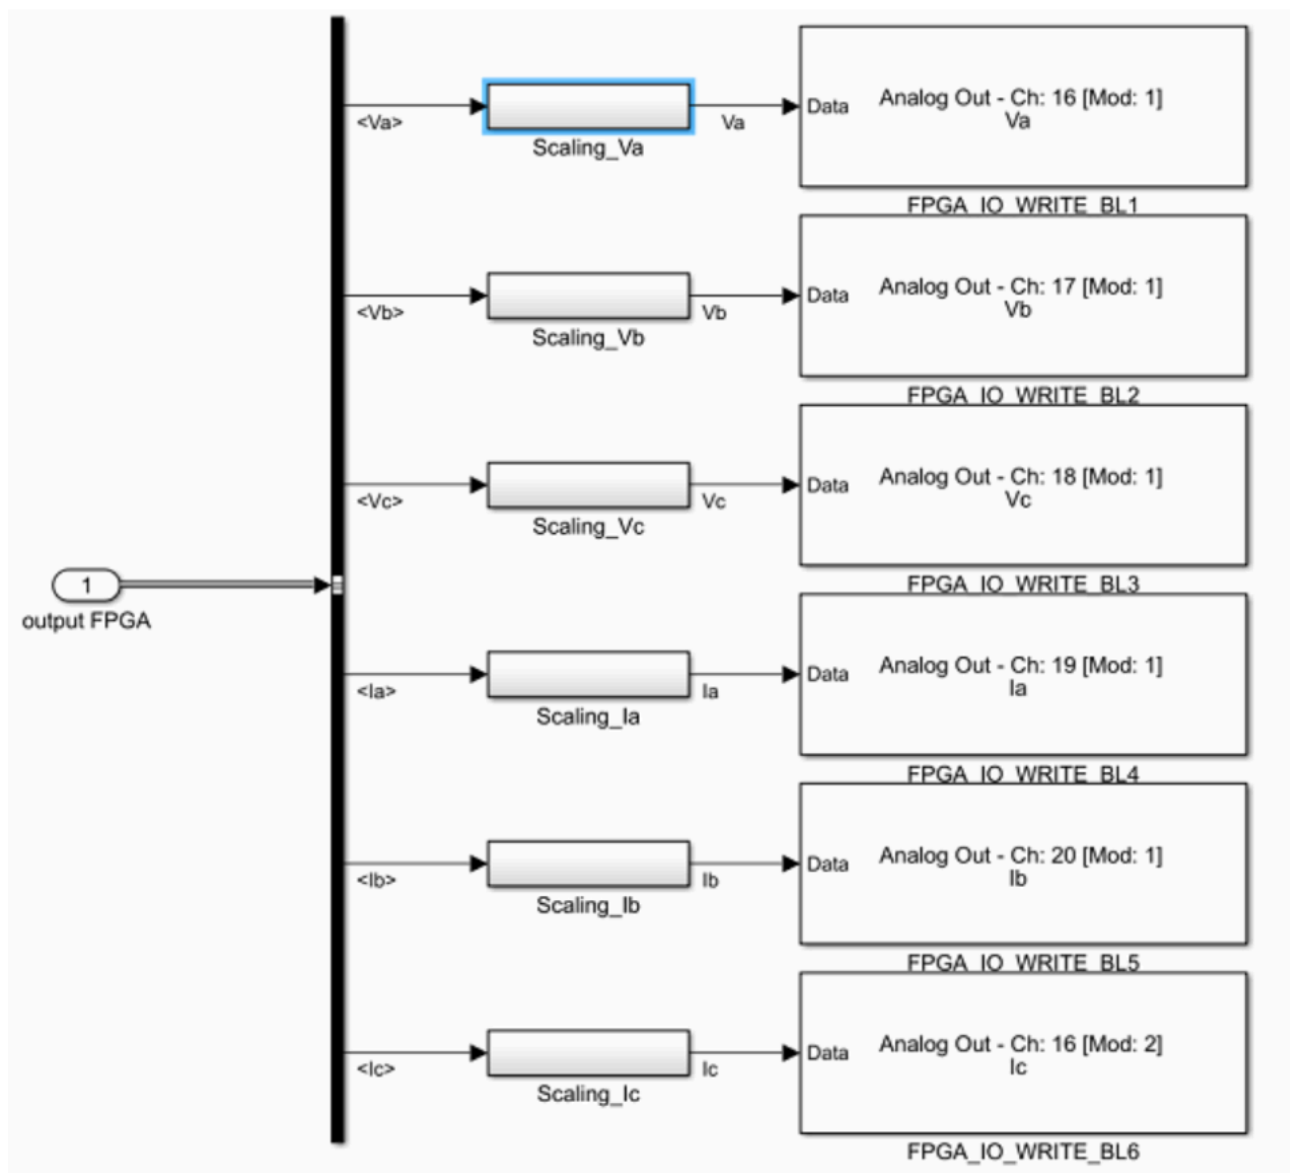 <Va>
Scaling_Va
Va
Data
Analog Out - Ch: 16 [Mod: 1]
Va
FPGA_IO_WRITE_BL1
<Vb>
Scaling_Vb
Vb
Data
Analog Out - Ch: 17 [Mod: 1]
Vb
FPGA_IO_WRITE_BL2
<Vc>
Scaling_Vc
Vc
Data
Analog Out - Ch: 18 [Mod: 1]
Vc
FPGA_IO_WRITE_BL3
1
output FPGA
<Ia>
Scaling_Ia
Ia
Data
Analog Out - Ch: 19 [Mod: 1]
Ia
FPGA_IO_WRITE_BL4
<Ib>
Scaling_Ib
Ib
Data
Analog Out - Ch: 20 [Mod: 1]
Ib
FPGA_IO_WRITE_BL5
<Ic>
Scaling_Ic
Ic
Data
Analog Out - Ch: 16 [Mod: 2]
Ic
FPGA_IO_WRITE_BL6